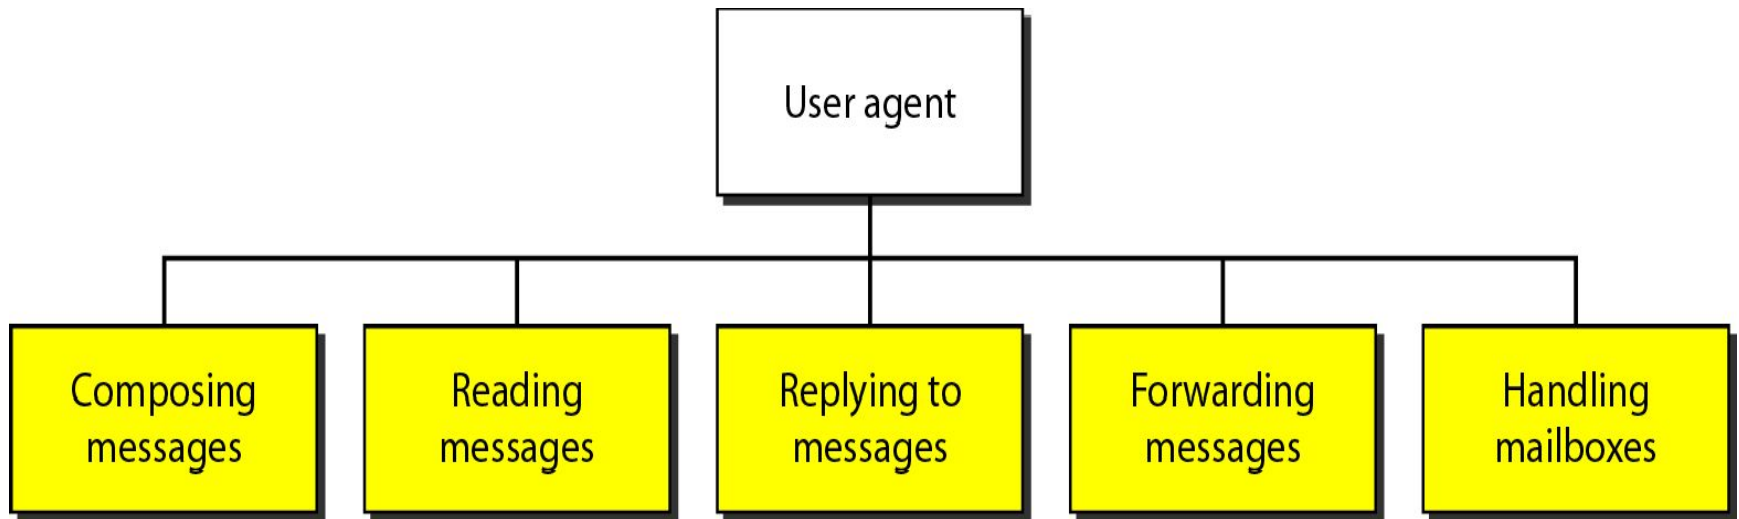 User agent
Composing
messages
Reading
messages
Replying to
messages
Forwarding
messages
Handling
mailboxes